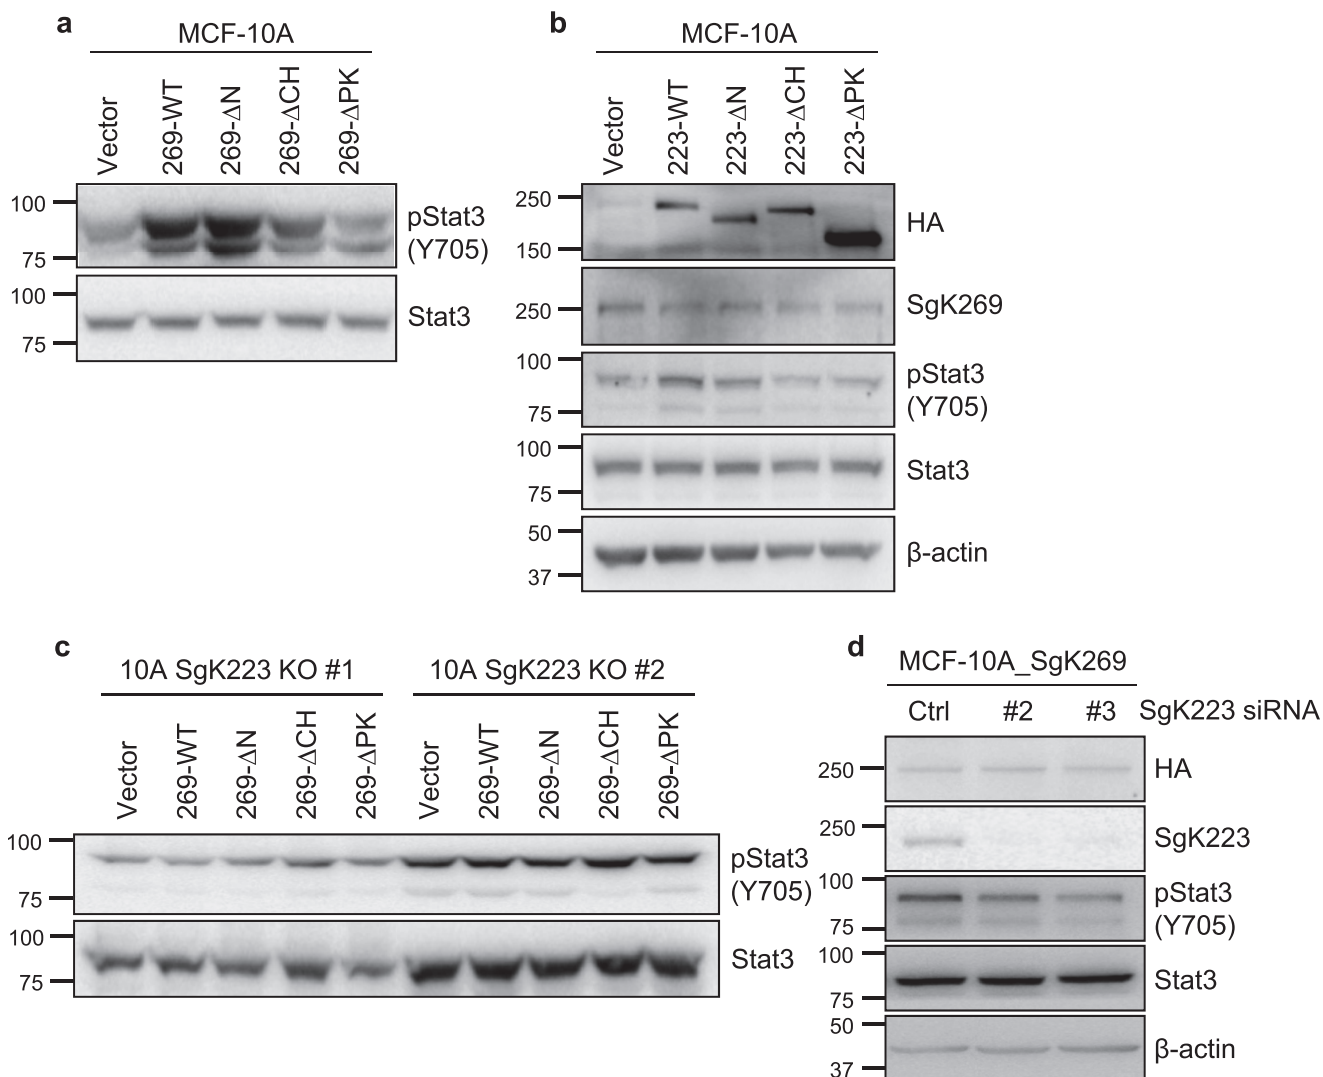 a
MCF-10A
Vector
269-WT
269-ΔN
269-ΔCH
269-ΔPK
100
75
pStat3
(Y705)
100
75
Stat3
b
MCF-10A
Vector
223-WT
223-ΔN
223-ΔCH
223-ΔPK
250
150
HA
250
SgK269
100
75
pStat3
(Y705)
100
75
Stat3
50
37
β-actin
c
10A SgK223 KO #1
10A SgK223 KO #2
Vector
269-WT
269-ΔN
269-ΔCH
269-ΔPK
Vector
269-WT
269-ΔN
269-ΔCH
269-ΔPK
100
75
pStat3
(Y705)
100
75
Stat3
d
MCF-10A_SgK269
Ctrl #2 #3 SgK223 siRNA
250
HA
250
SgK223
100
75
pStat3
(Y705)
100
75
Stat3
50
37
β-actin